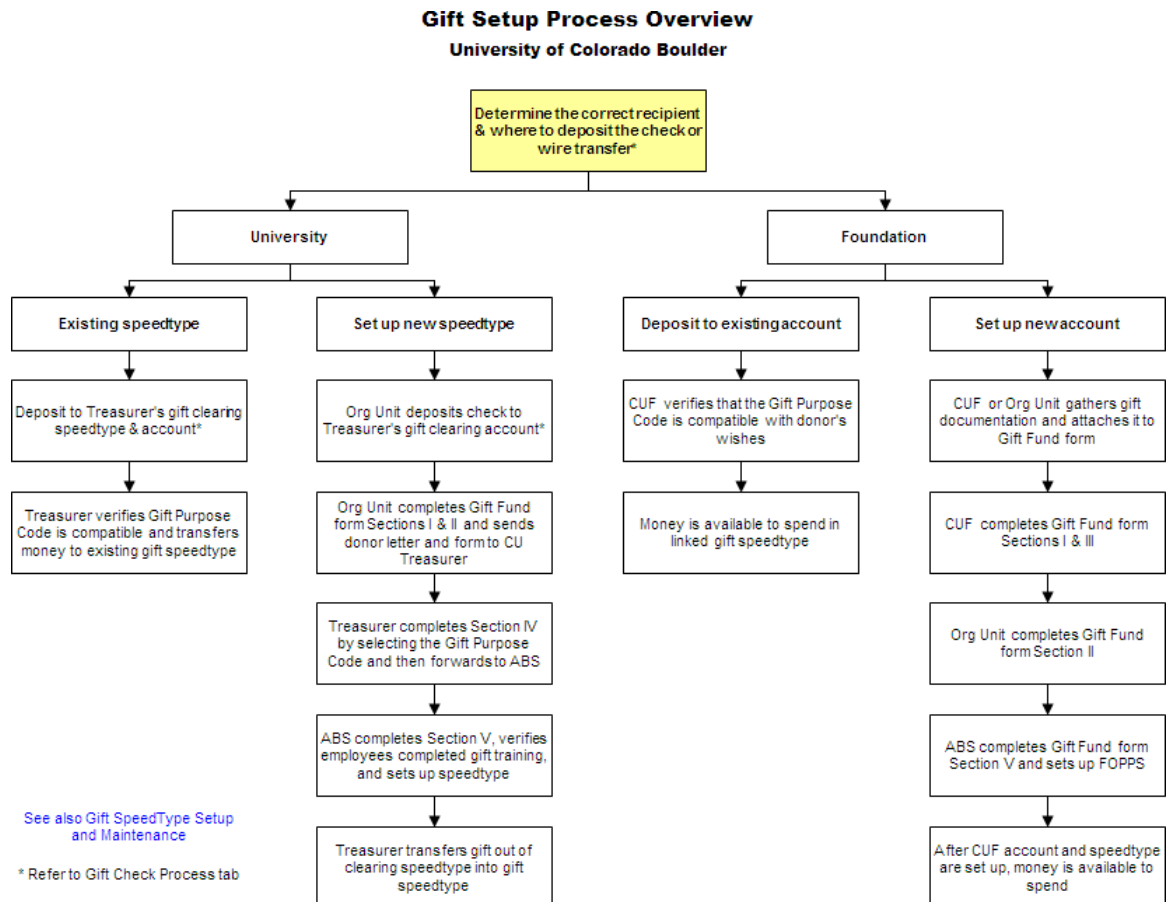 Gift Setup Process Overview
University of Colorado Boulder
Determine the correct recipient
& where to deposit the check or
wire transfer*
University
Foundation
Existing speedtype
Set up new speedtype
Deposit to existing account
Set up new account
Deposit to Treasurer's gift clearing
speedtype & account*
Org Unit deposits check to
Treasurer's gift clearing account*
CUF verifies that the Gift Purpose
Code is compatible with donor's
wishes
CUF or Org Unit gathers gift
documentation and attaches it to
Gift Fund form
Treasurer verifies Gift Purpose
Code is compatible and transfers
money to existing gift speedtype
Org Unit completes Gift Fund
form Sections I & II and sends
donor letter and form to CU
Treasurer
Money is available to spend in
linked gift speedtype
CUF completes Gift Fund form
Sections I & III
Treasurer completes Section IV
by selecting the Gift Purpose
Code and then forwards to ABS
Org Unit completes Gift Fund
form Section II
ABS completes Section V, verifies
employees completed gift training,
and sets up speedtype
ABS completes Gift Fund form
Section V and sets up FOPPS
See also Gift SpeedType Setup
and Maintenance
* Refer to Gift Check Process tab
Treasurer transfers gift out of
clearing speedtype into gift
speedtype
After CUF account and speedtype
are set up, money is available to
spend